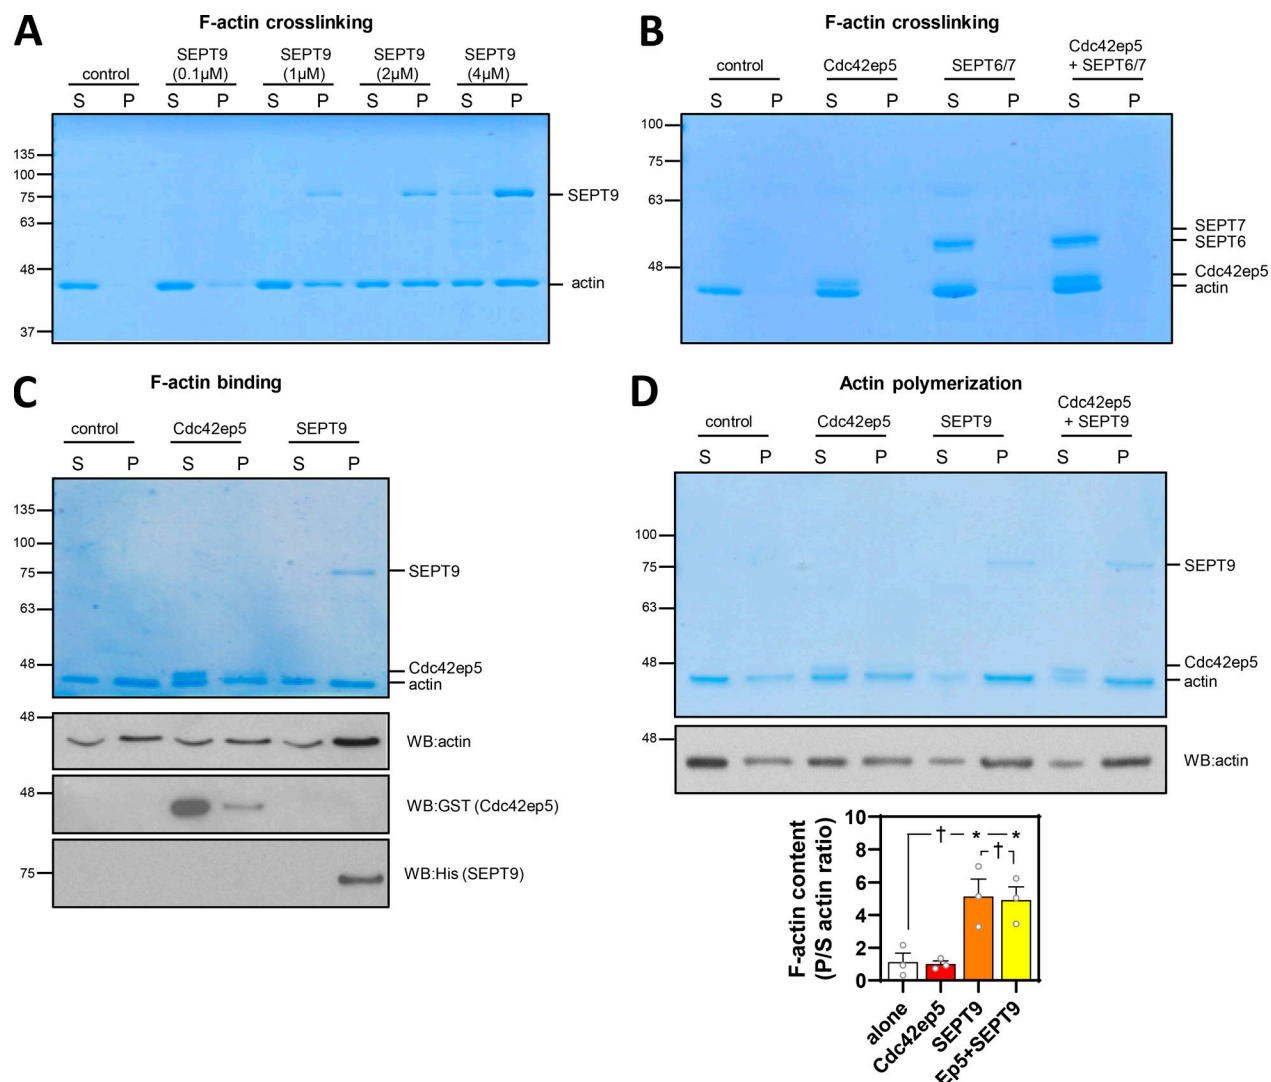 A
F-actin crosslinking
control
SEPT9
(0.1µM)
SEPT9
(1µM)
SEPT9
(2µM)
SEPT9
(4µM)
S P S P S P S P S P
135
100
75
63
48
37
SEPT9
actin
B
F-actin crosslinking
control
Cdc42ep5
SEPT6/7
Cdc42ep5
+ SEPT6/7
S P S P S P S P
100
75
63
48
SEPT7
SEPT6
Cdc42ep5
actin
C
F-actin binding
control
Cdc42ep5
SEPT9
S P S P S P
135
100
75
63
48
SEPT9
Cdc42ep5
actin
48
WB:actin
48
WB:GST (Cdc42ep5)
75
WB:His (SEPT9)
D
Actin polymerization
control
Cdc42ep5
SEPT9
Cdc42ep5
+ SEPT9
S P S P S P S P
100
75
63
48
SEPT9
Cdc42ep5
actin
48
WB:actin
F-actin content
(P/S actin ratio)
10
8
6
4
2
0
† * *
†
alone
Cdc42ep5
SEPT9
Ep5+SEPT9